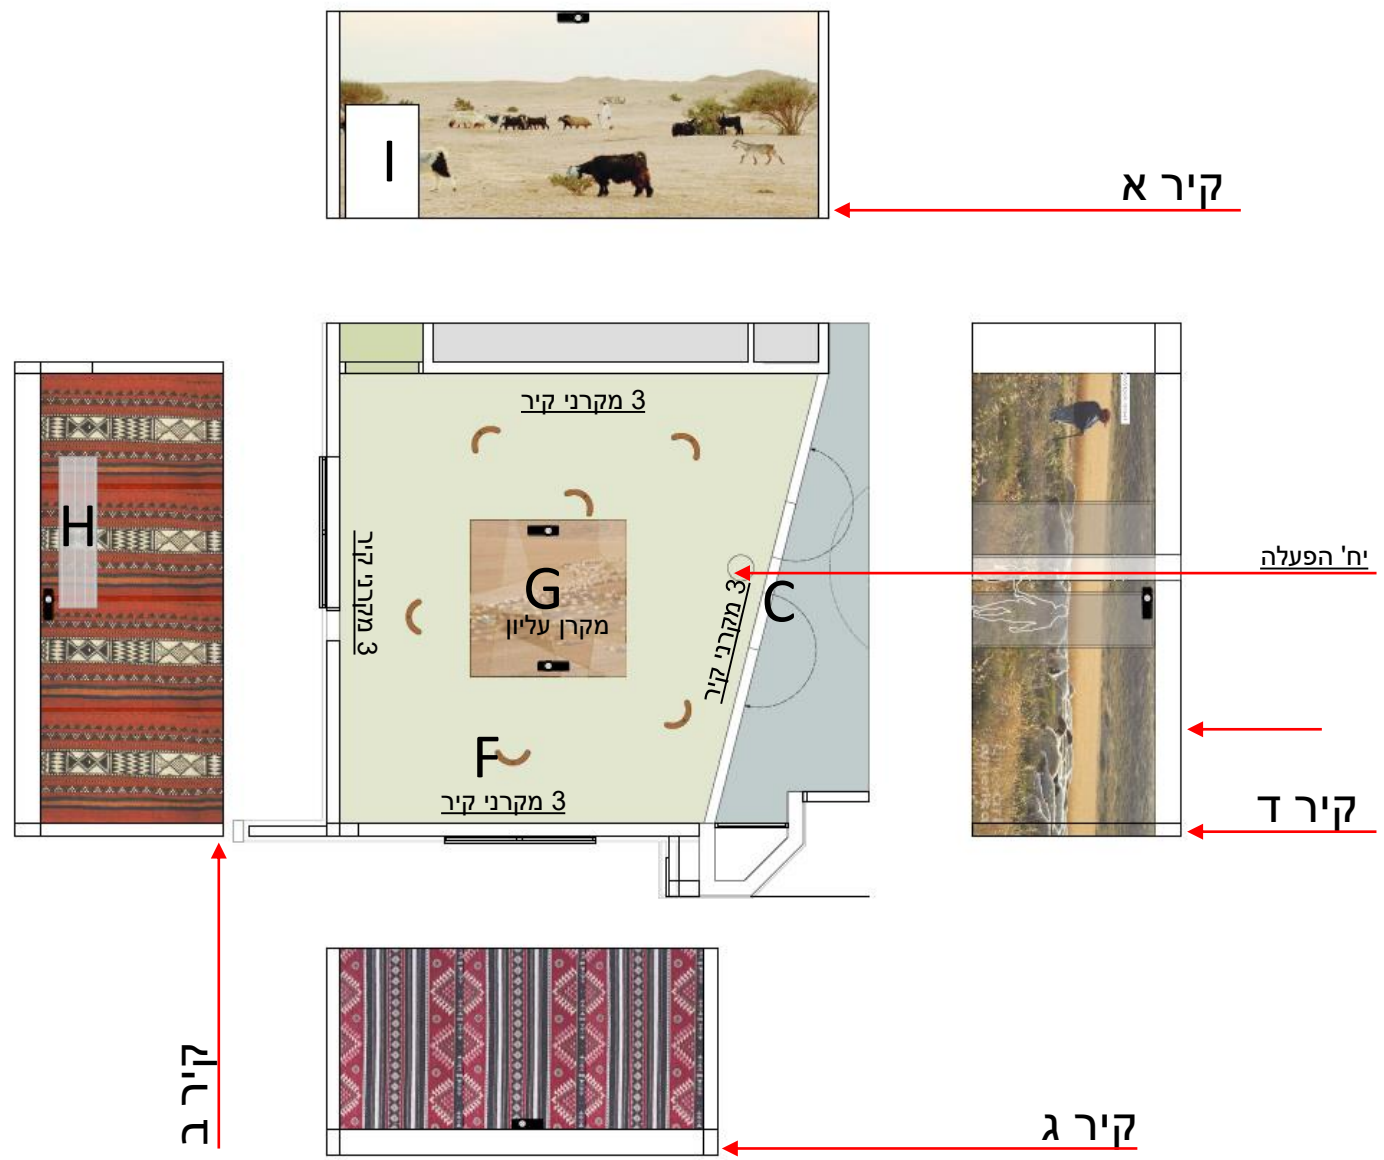 I
קיר א
3 מקרני קיר
H
3 מקרני קיר
G
מקרן עליון
C
3 מקרני קיר
יח' הפעלה
F
3 מקרני קיר
קיר ד
קיר ב
קיר ג